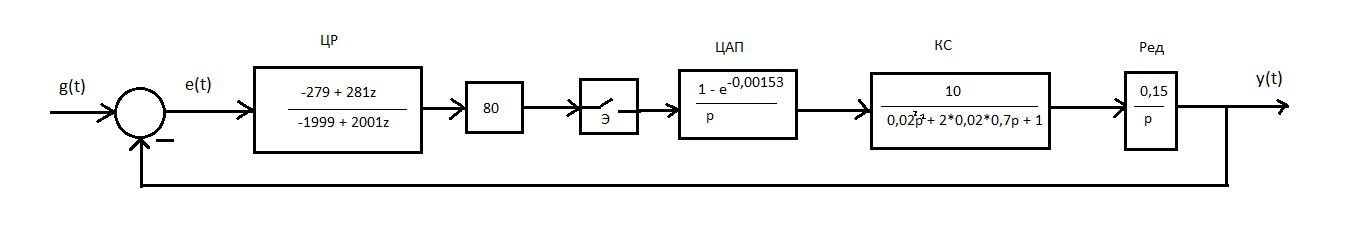 ЦР
ЦАП
КС
Ред
g(t)
e(t)
-279 + 281z
-1999 + 2001z
80
Э
1 - e^-0,00153
p
10
0,02p + 2*0,02*0,7p + 1
0,15
p
y(t)